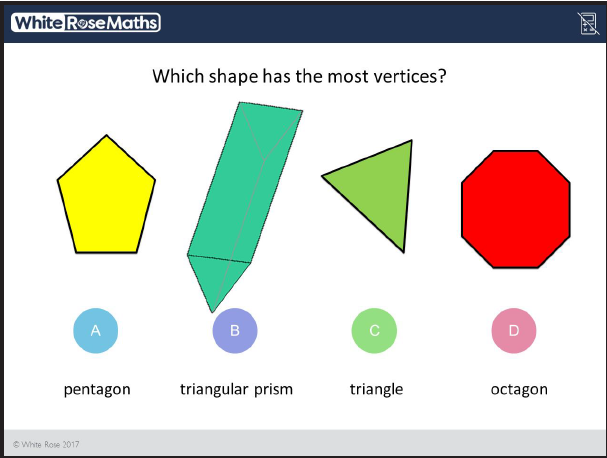 White Rose Maths
Which shape has the most vertices?
A
B
C
D
pentagon
triangular prism
triangle
octagon
© White Rose 2017